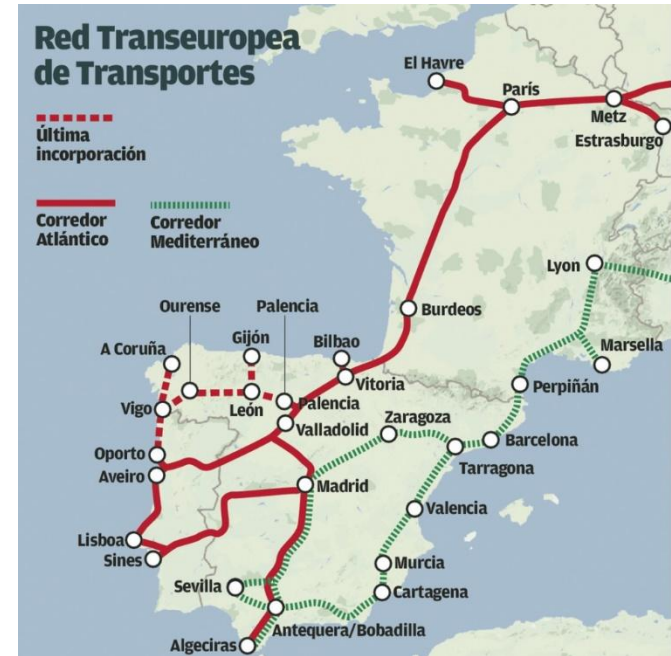 Red Transeuropea
de Transportes
Última
incorporación
Corredor
Atlántico
Corredor
Mediterráneo
El Havre
París
Metz
Estrasburgo
Lyon
Marsella
Burdeos
Ourense
Palencia
A Coruña
Gijón
Bilbao
Vitoria
Perpiñán
Vigo
León
Palencia
Zaragoza
Valladolid
Barcelona
Tarragona
Oporto
Aveiro
Madrid
Valencia
Lisboa
Sines
Murcia
Sevilla
Cartagena
Antequera/Bobadilla
Algeciras